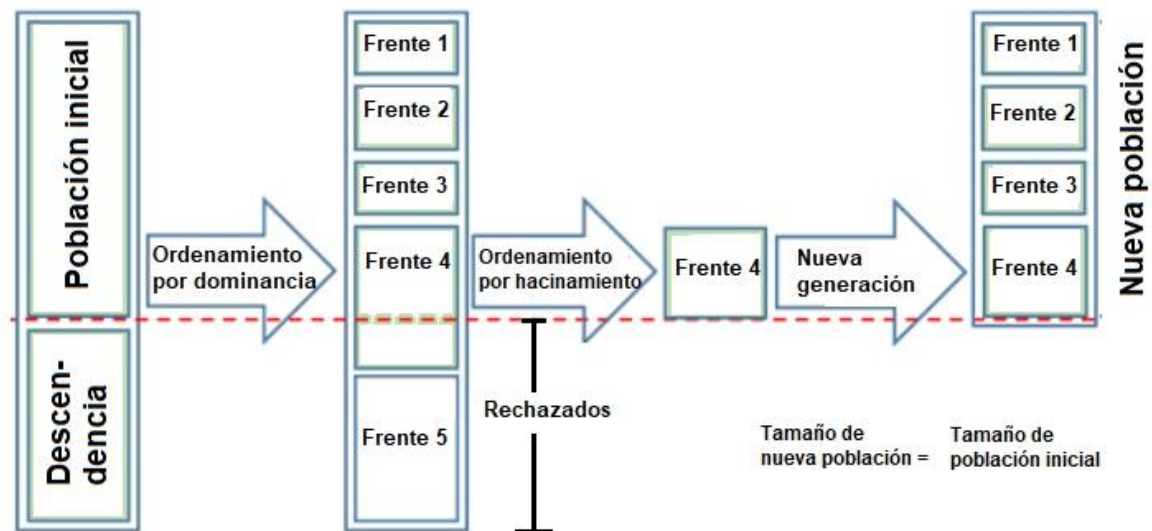 Población inicial
Descen-
dencia
Ordenamiento
por dominancia
Frente 1
Frente 2
Frente 3
Frente 4
Frente 5
Ordenamiento
por hacinamiento
Rechazados
Frente 4
Nueva
generación
Frente 1
Frente 2
Frente 3
Frente 4
Nueva población
Tamaño de
nueva población =
Tamaño de
población inicial